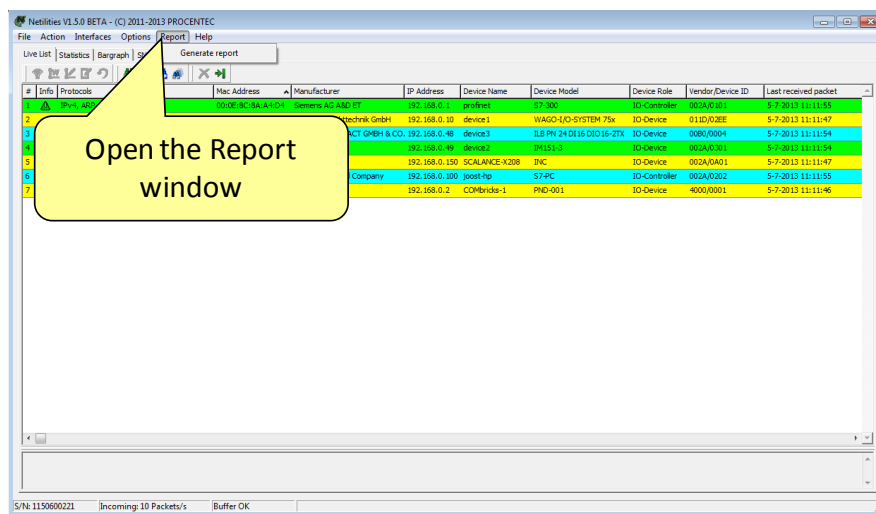 Netilities V1.5.0 BETA - (C) 2011-2013 PROCENTEC
File Action Interfaces Options Report Help
Live List Statistics Bargraph Generate report
# Info Protocols Mac Address Manufacturer IP Address Device Name Device Model Device Role Vendor/Device ID Last received packet
1 IPv4, ARP 00:0E:8C:8A:A4:D4 Siemens AG A&D ET 192.168.0.1 profinet S7-300 IO-Controller 002A/0101 5-7-2013 11:11:55
2 GmbH 192.168.0.10 device1 WAGO-I/O-SYSTEM 75x IO-Device 011D/02EE 5-7-2013 11:11:47
3 GMBH & CO. 192.168.0.48 device3 ILB PN 24 DI16 DIO16-2TX IO-Device 00B0/0004 5-7-2013 11:11:54
4 192.168.0.49 device2 IM151-3 IO-Device 002A/0301 5-7-2013 11:11:54
5 192.168.0.150 SCALANCE-X208 INC IO-Device 002A/0A01 5-7-2013 11:11:47
6 Company 192.168.0.100 joost-hp S7-PC IO-Controller 002A/0202 5-7-2013 11:11:55
7 192.168.0.2 COMbricks-1 PND-001 IO-Device 4000/0001 5-7-2013 11:11:46
Open the Report
window
S/N: 1150600221 Incoming: 10 Packets/s Buffer OK